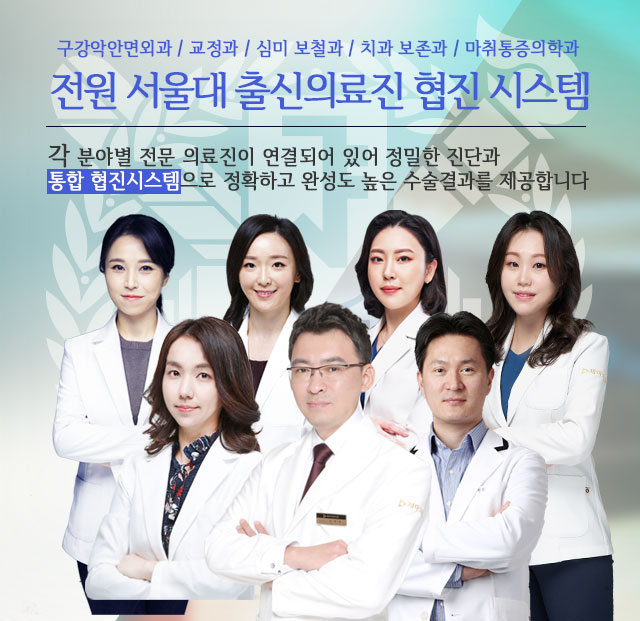 구강악안면외과 / 교정과 / 심미 보철과 / 치과 보존과 / 마취통증의학과
전원 서울대 출신의료진 협진 시스템
각 분야별 전문 의료진이 연결되어 있어 정밀한 진단과
통합 협진시스템으로 정확하고 완성도 높은 수술결과를 제공합니다